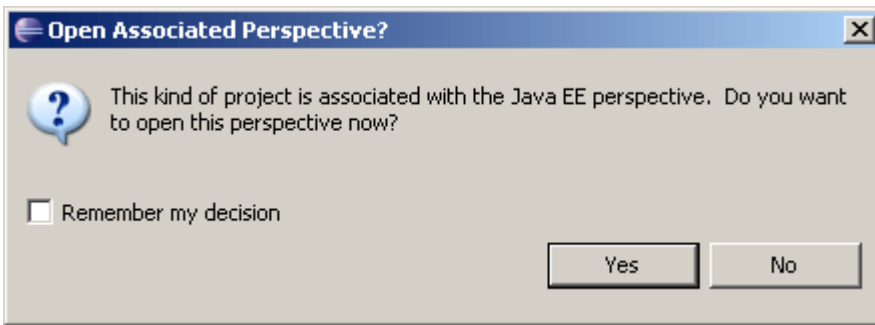 Open Associated Perspective?
This kind of project is associated with the Java EE perspective.  Do you want
to open this perspective now?
Remember my decision
Yes No